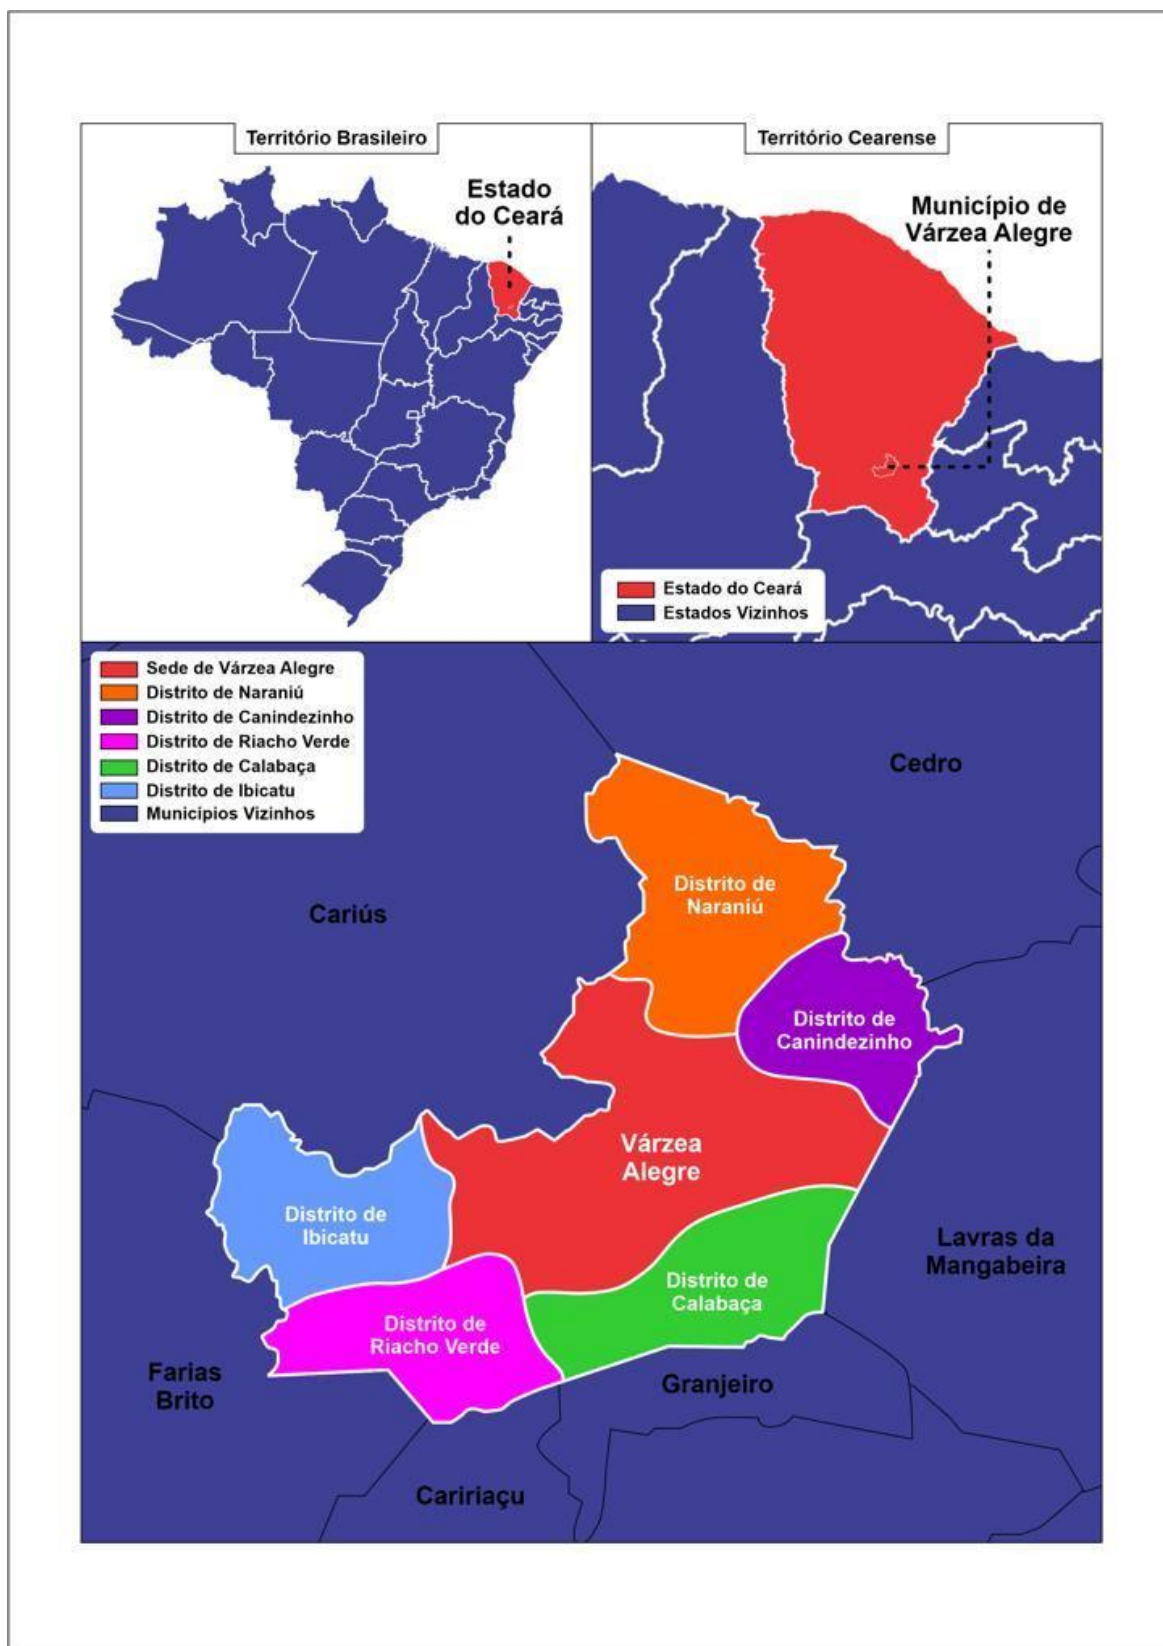 Território Brasileiro
Estado
do Ceará
Território Cearense
Município de
Várzea Alegre
Estado do Ceará
Estados Vizinhos
Sede de Várzea Alegre
Distrito de Naraniú
Distrito de Canindezinho
Distrito de Riacho Verde
Distrito de Calabaça
Distrito de Ibicatu
Municípios Vizinhos
Cedro
Distrito de
Naraniú
Cariús
Distrito de
Canindezinho
Várzea
Alegre
Distrito de
Ibicatu
Lavras da
Mangabeira
Distrito de
Calabaça
Distrito de
Riacho Verde
Farias
Brito
Granjeiro
Caririaçu